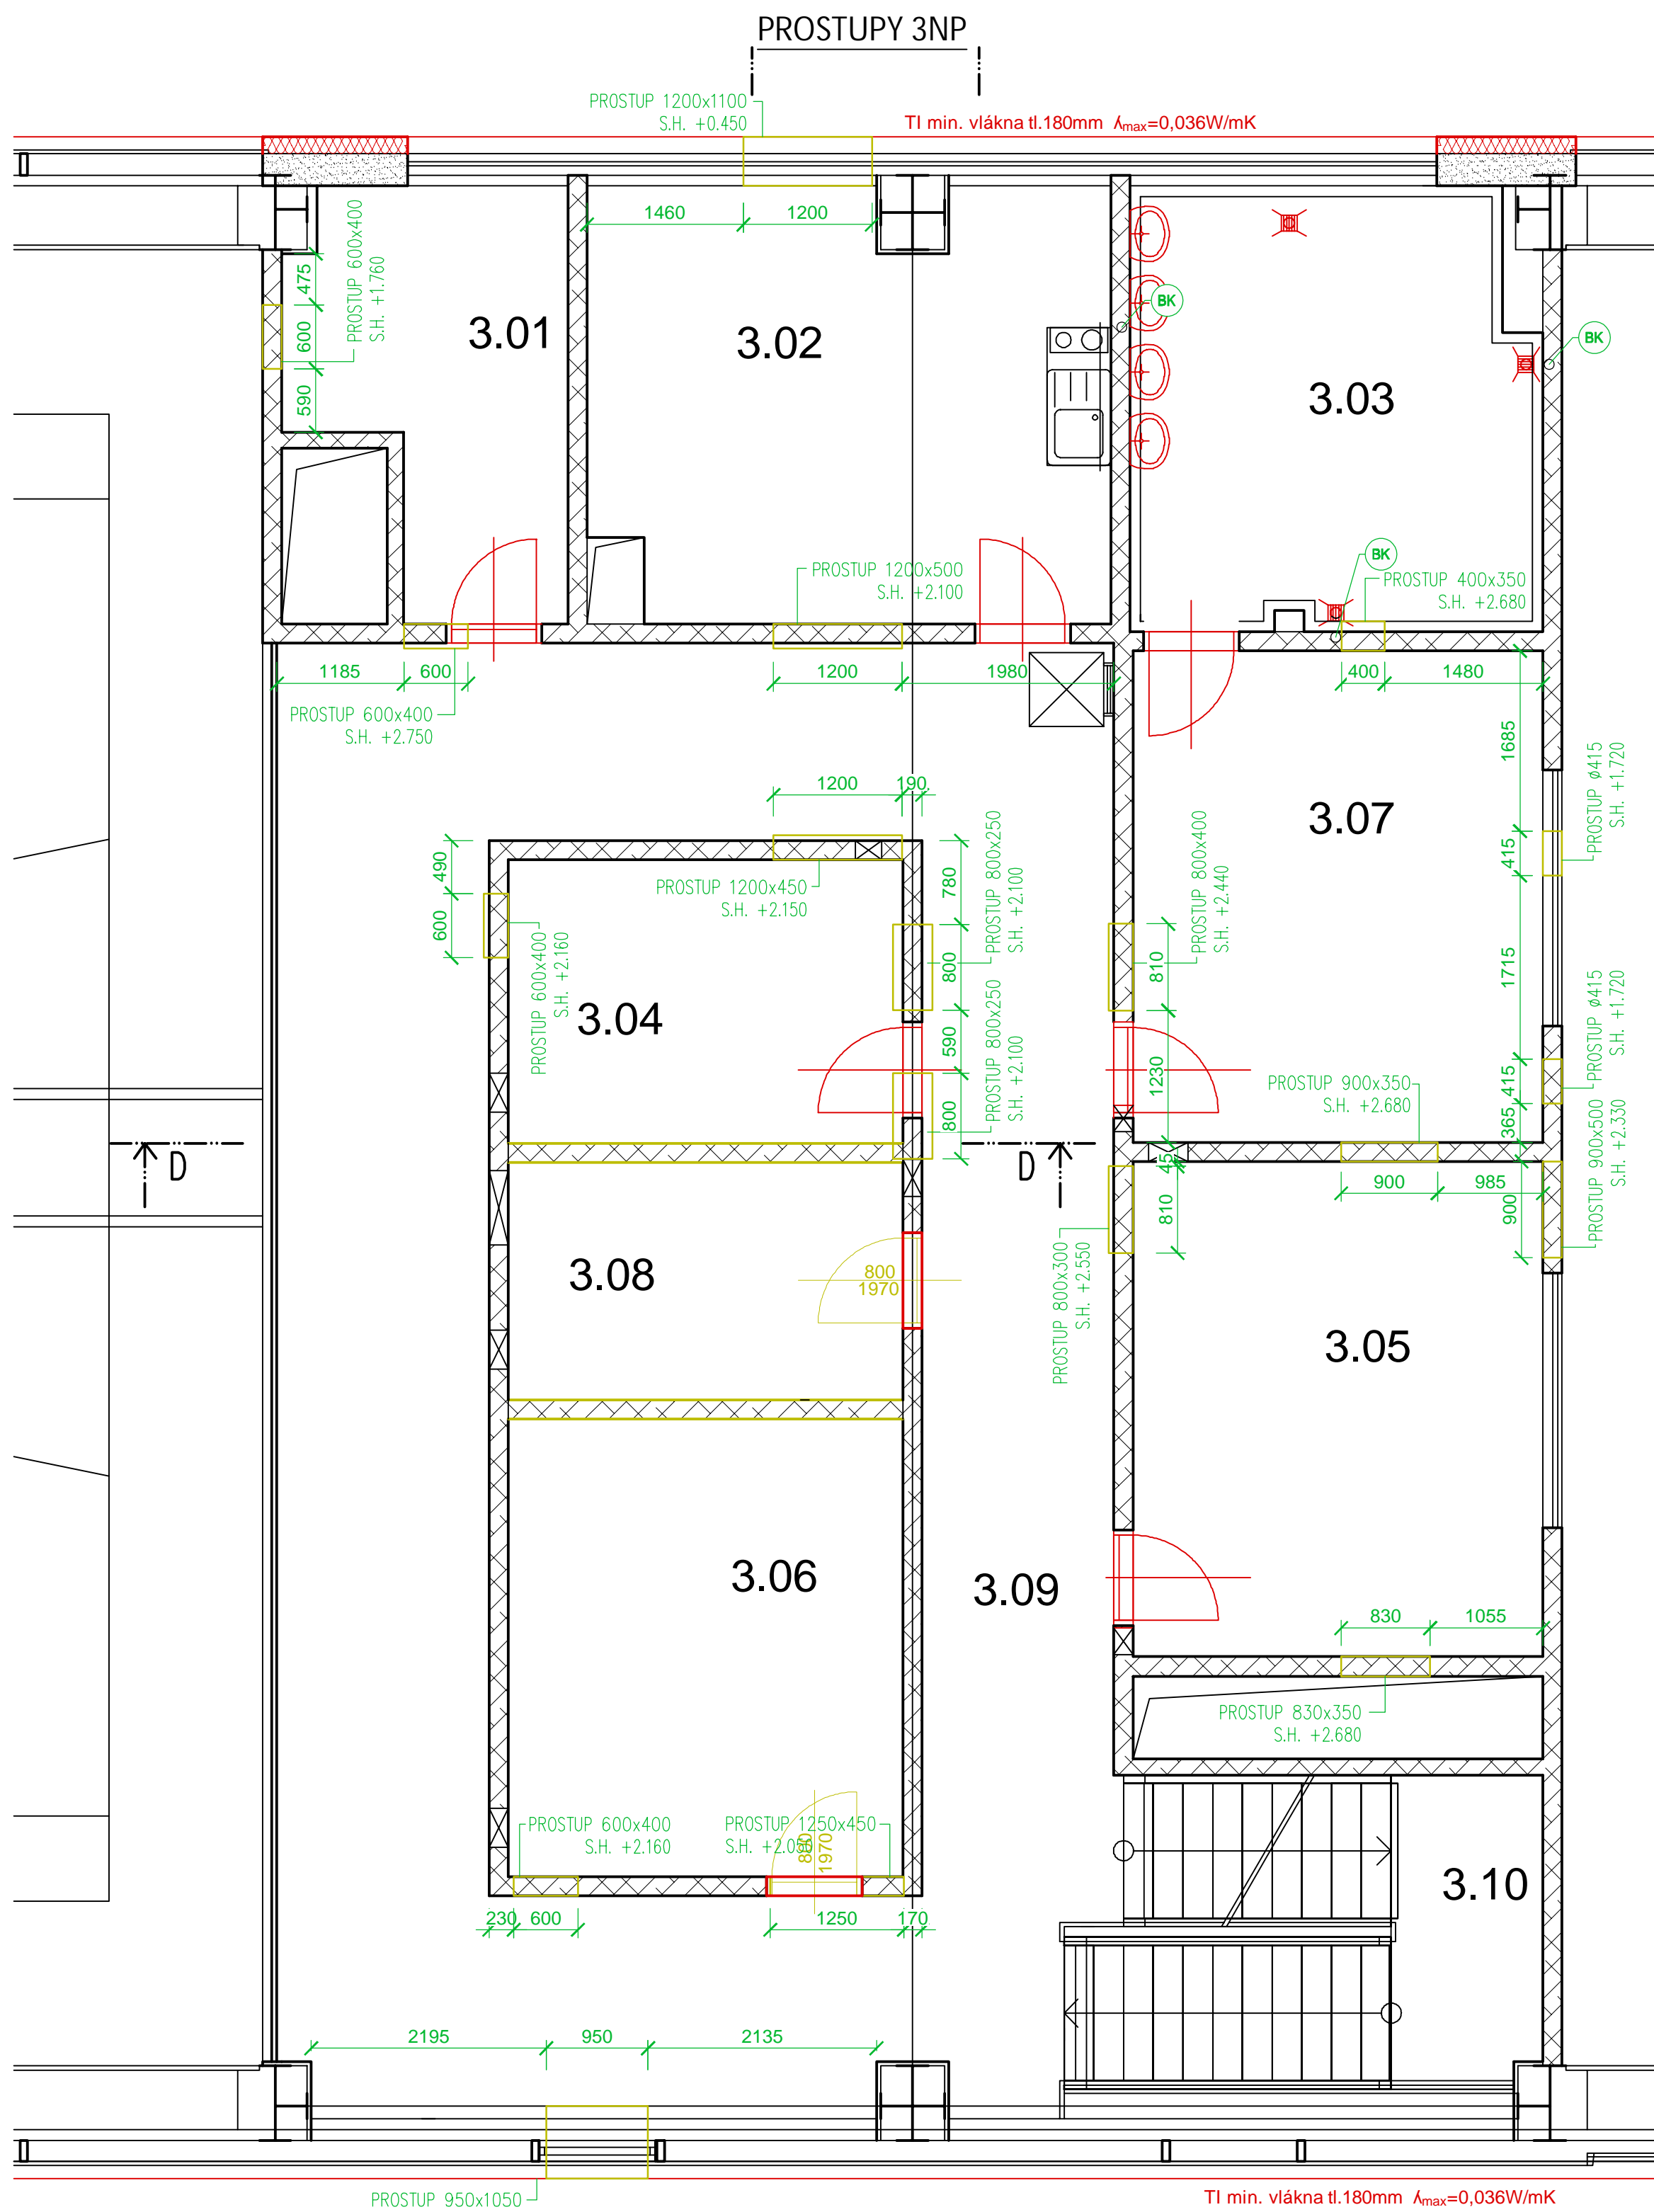 PROSTUPY 3NP
PROSTUP 1200x1100
S.H. +0.450
TI min. vlákna tl.180mm λmax=0,036W/mK
1460
1200
475
600
590
PROSTUP 600x400
S.H. +1.760
3.01
3.02
3.03
BK
BK
BK
PROSTUP 1200x500
S.H. +2.100
PROSTUP 400x350
S.H. +2.680
1185
600
1200
1980
400
1480
PROSTUP 600x400
S.H. +2.750
1685
415
1715
415
365
PROSTUP ø415
S.H. +1.720
1200
190
490
600
780
800
590
800
PROSTUP 800x250
S.H. +2.100
PROSTUP 800x400
S.H. +2.440
3.07
PROSTUP 1200x450
S.H. +2.150
PROSTUP 600x400
S.H. +2.160
3.04
PROSTUP 800x250
S.H. +2.100
810
1230
PROSTUP ø415
S.H. +1.720
PROSTUP 900x350
S.H. +2.680
D
D
45
810
900
985
900
PROSTUP 900x500
S.H. +2.330
PROSTUP 800x300
S.H. +2.550
3.08
800
1970
3.05
3.06
3.09
830
1055
PROSTUP 830x350
S.H. +2.680
PROSTUP 600x400
S.H. +2.160
PROSTUP 1250x450
S.H. +2.050
800
1970
3.10
230
600
1250
170
2195
950
2135
PROSTUP 950x1050
TI min. vlákna tl.180mm λmax=0,036W/mK